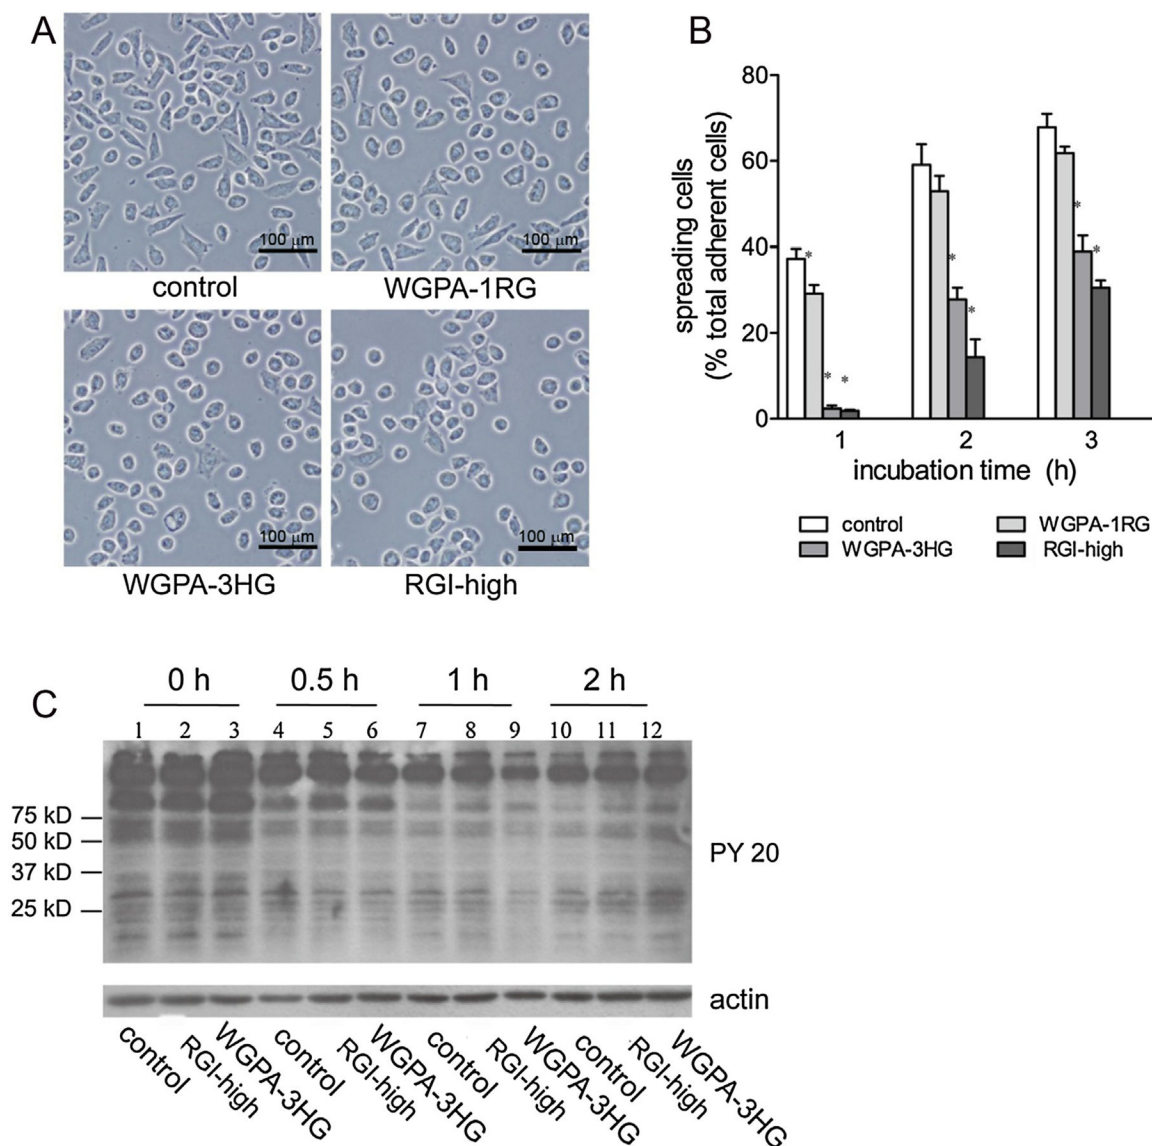 A
100 μm
100 μm
control
WGPA-1RG
100 μm
100 μm
WGPA-3HG
RGI-high
B
spreading cells
(% total adherent cells)
80
60
40
20
0
* * *
* *
* *
1 2 3
incubation time (h)
control
WGPA-1RG
WGPA-3HG
RGI-high
C
0 h 0.5 h 1 h 2 h
1 2 3 4 5 6 7 8 9 10 11 12
75 kD
50 kD
37 kD
25 kD
PY 20
actin
control
RGI-high
WGPA-3HG
control
RGI-high
WGPA-3HG
control
RGI-high
WGPA-3HG
control
RGI-high
WGPA-3HG